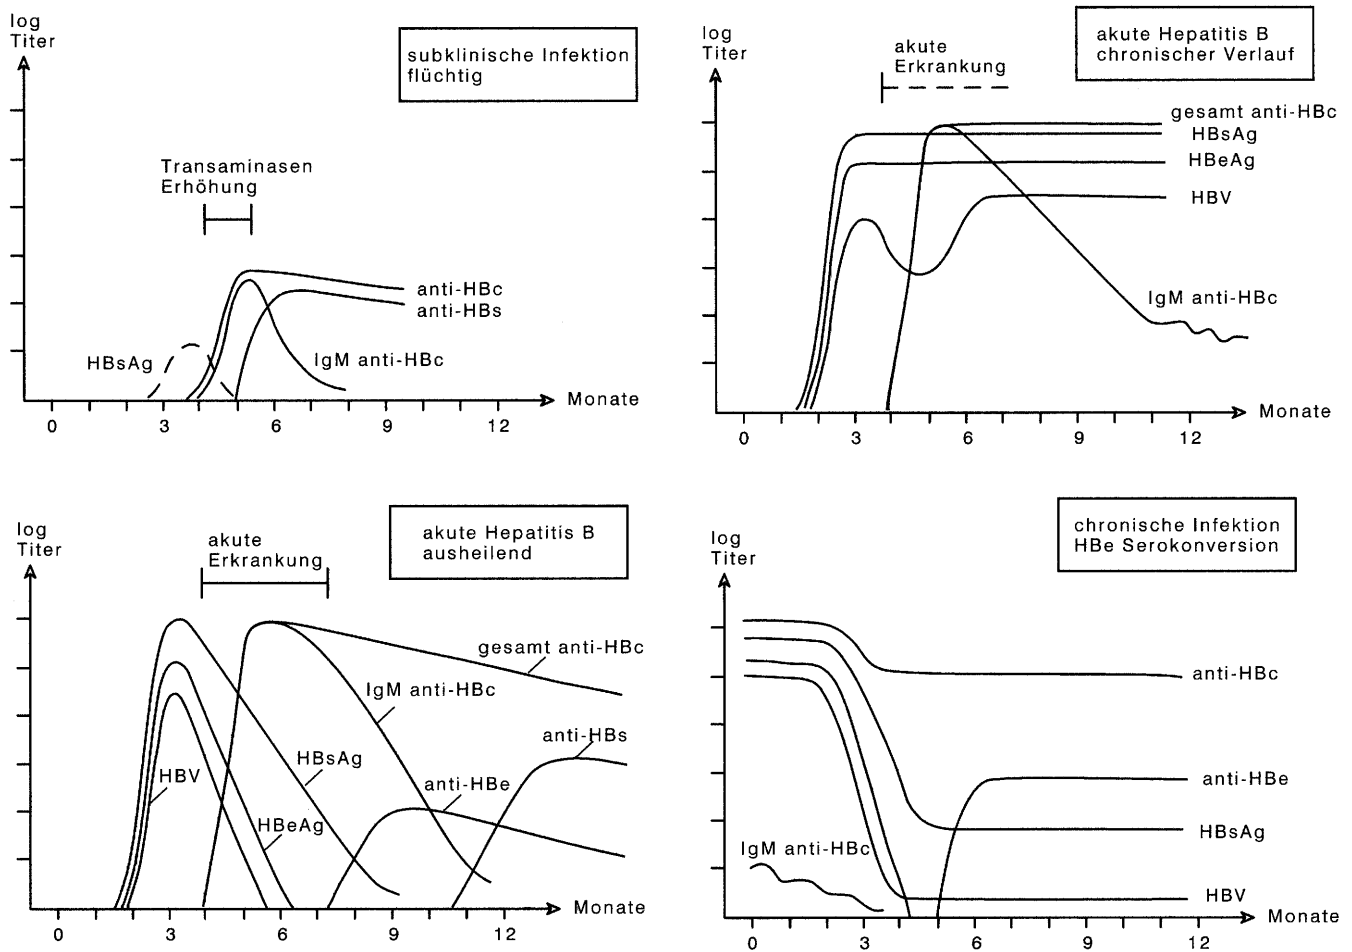 log
Titer
subklinische Infektion
flüchtig
Transaminasen
Erhöhung
anti-HBc
anti-HBs
HBsAg
IgM anti-HBc
Monate
0 3 6 9 12
log
Titer
akute
Erkrankung
akute Hepatitis B
chronischer Verlauf
gesamt anti-HBc
HBsAg
HBeAg
HBV
IgM anti-HBc
Monate
0 3 6 9 12
log
Titer
akute
Erkrankung
akute Hepatitis B
ausheilend
gesamt anti-HBc
IgM anti-HBc
anti-HBs
HBsAg
HBV
anti-HBe
HBeAg
Monate
0 3 6 9 12
log
Titer
chronische Infektion
HBe Serokonversion
anti-HBc
anti-HBe
HBsAg
IgM anti-HBc
HBV
Monate
0 3 6 9 12